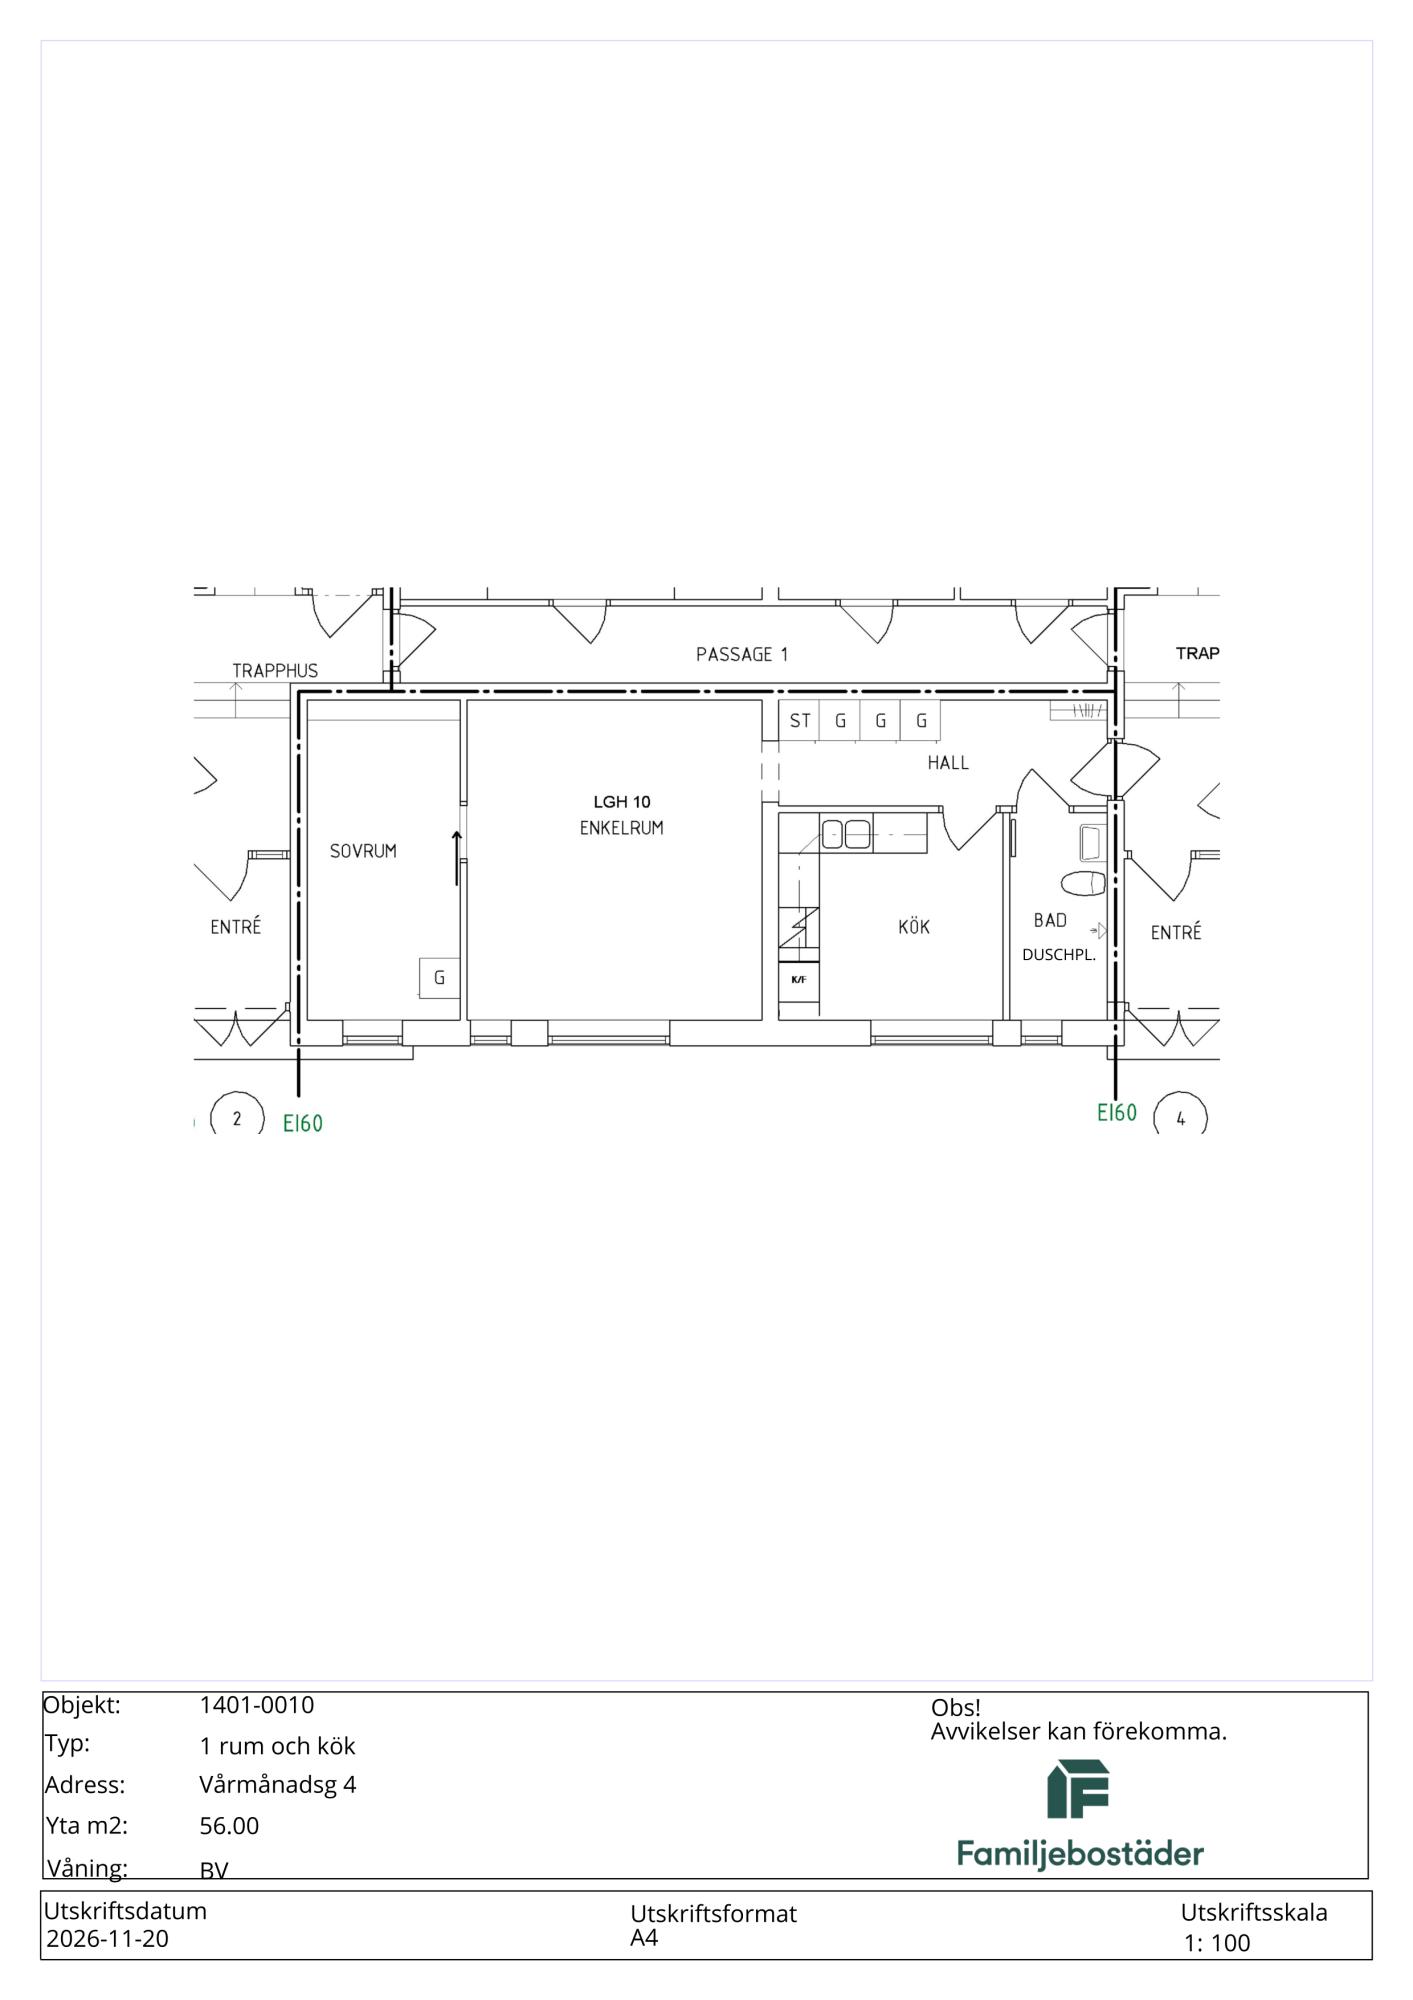 PASSAGE 1
TRAPPHUS
TRAP
ST G G G
HALL
LGH 10
ENKELRUM
SOVRUM
KÖK
BAD
DUSCHPL.
ENTRÉ
ENTRÉ
G
K/F
2
EI60
EI60
4
Objekt: 1401-0010
Typ: 1 rum och kök
Adress: Vårmånadsg 4
Yta m2: 56.00
Våning: BV
Obs!
Avvikelser kan förekomma.
F
Familjebostäder
Utskriftsdatum
2026-11-20
Utskriftsformat
A4
Utskriftsskala
1: 100